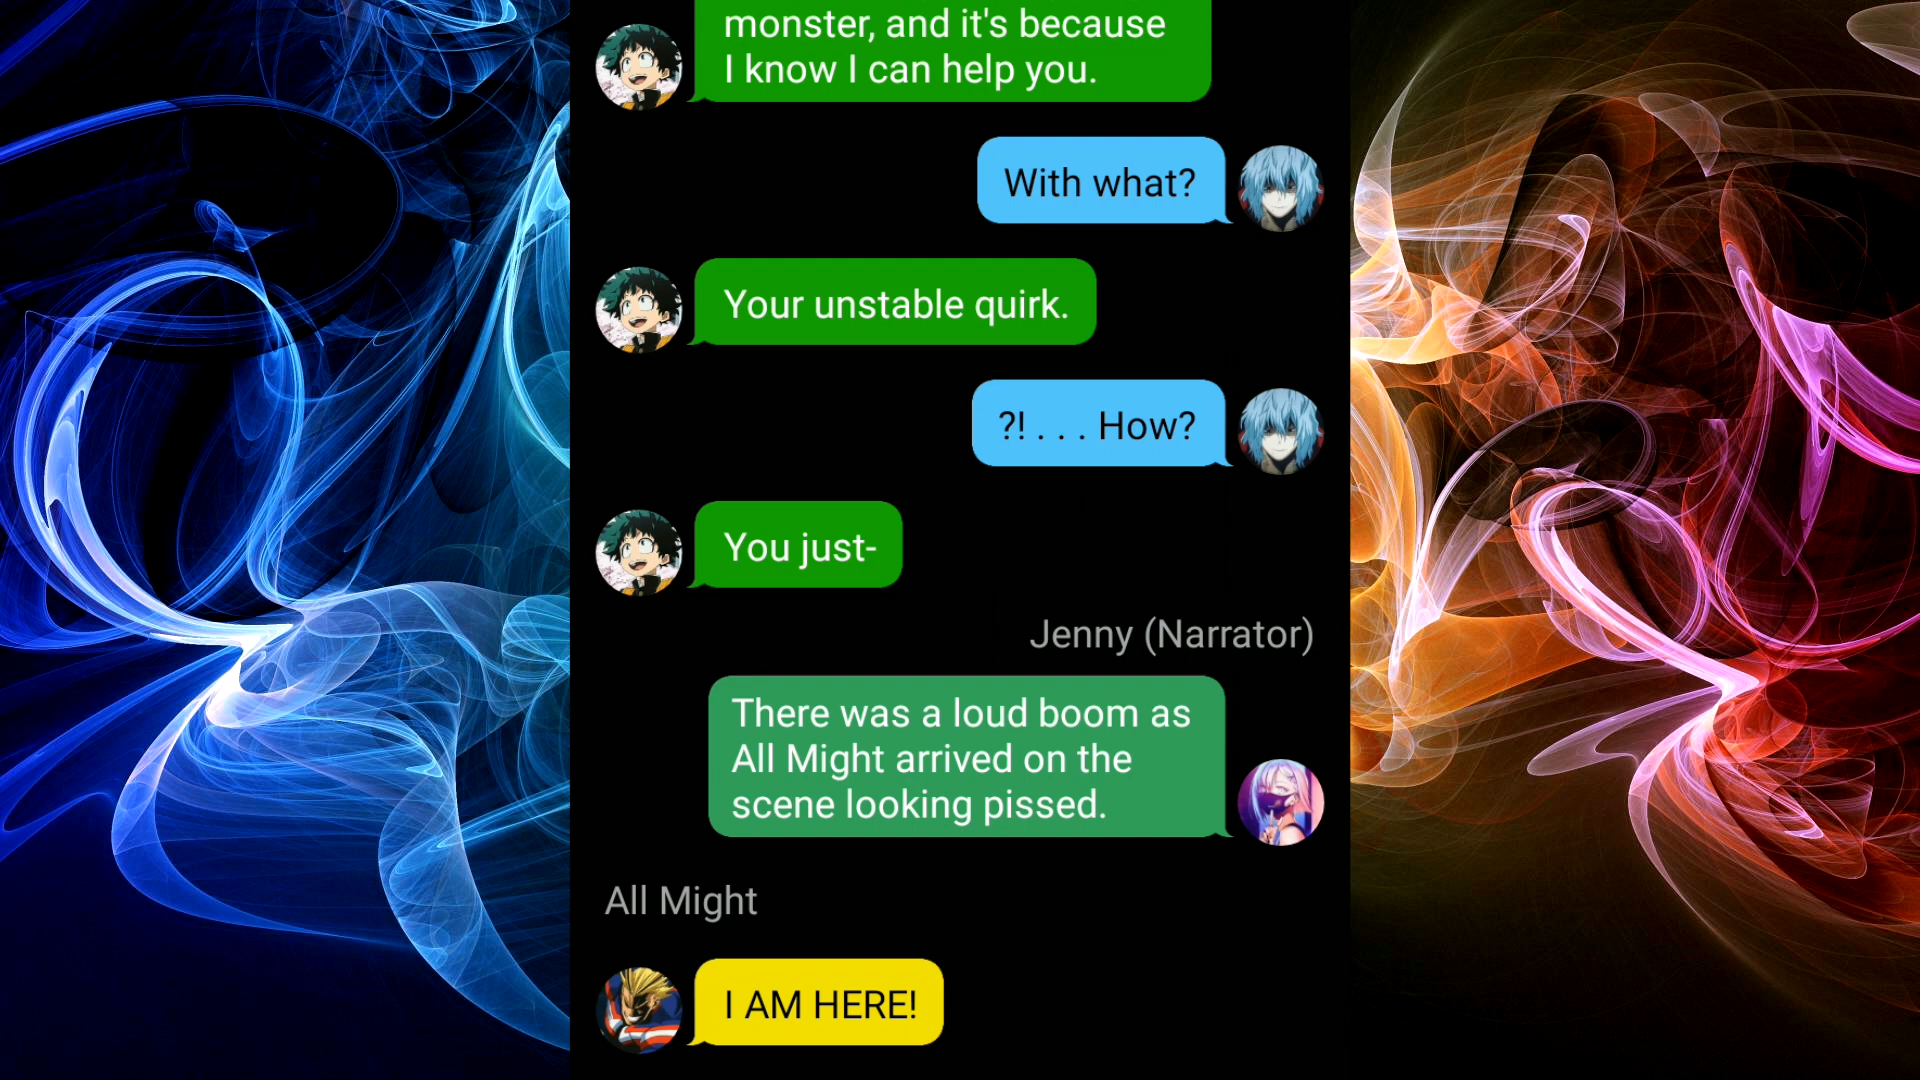 monster, and it's because
I know I can help you.
With what?
Your unstable quirk.
?! . . . How?
You just-
Jenny (Narrator)
There was a loud boom as
All Might arrived on the
scene looking pissed.
All Might
I AM HERE!